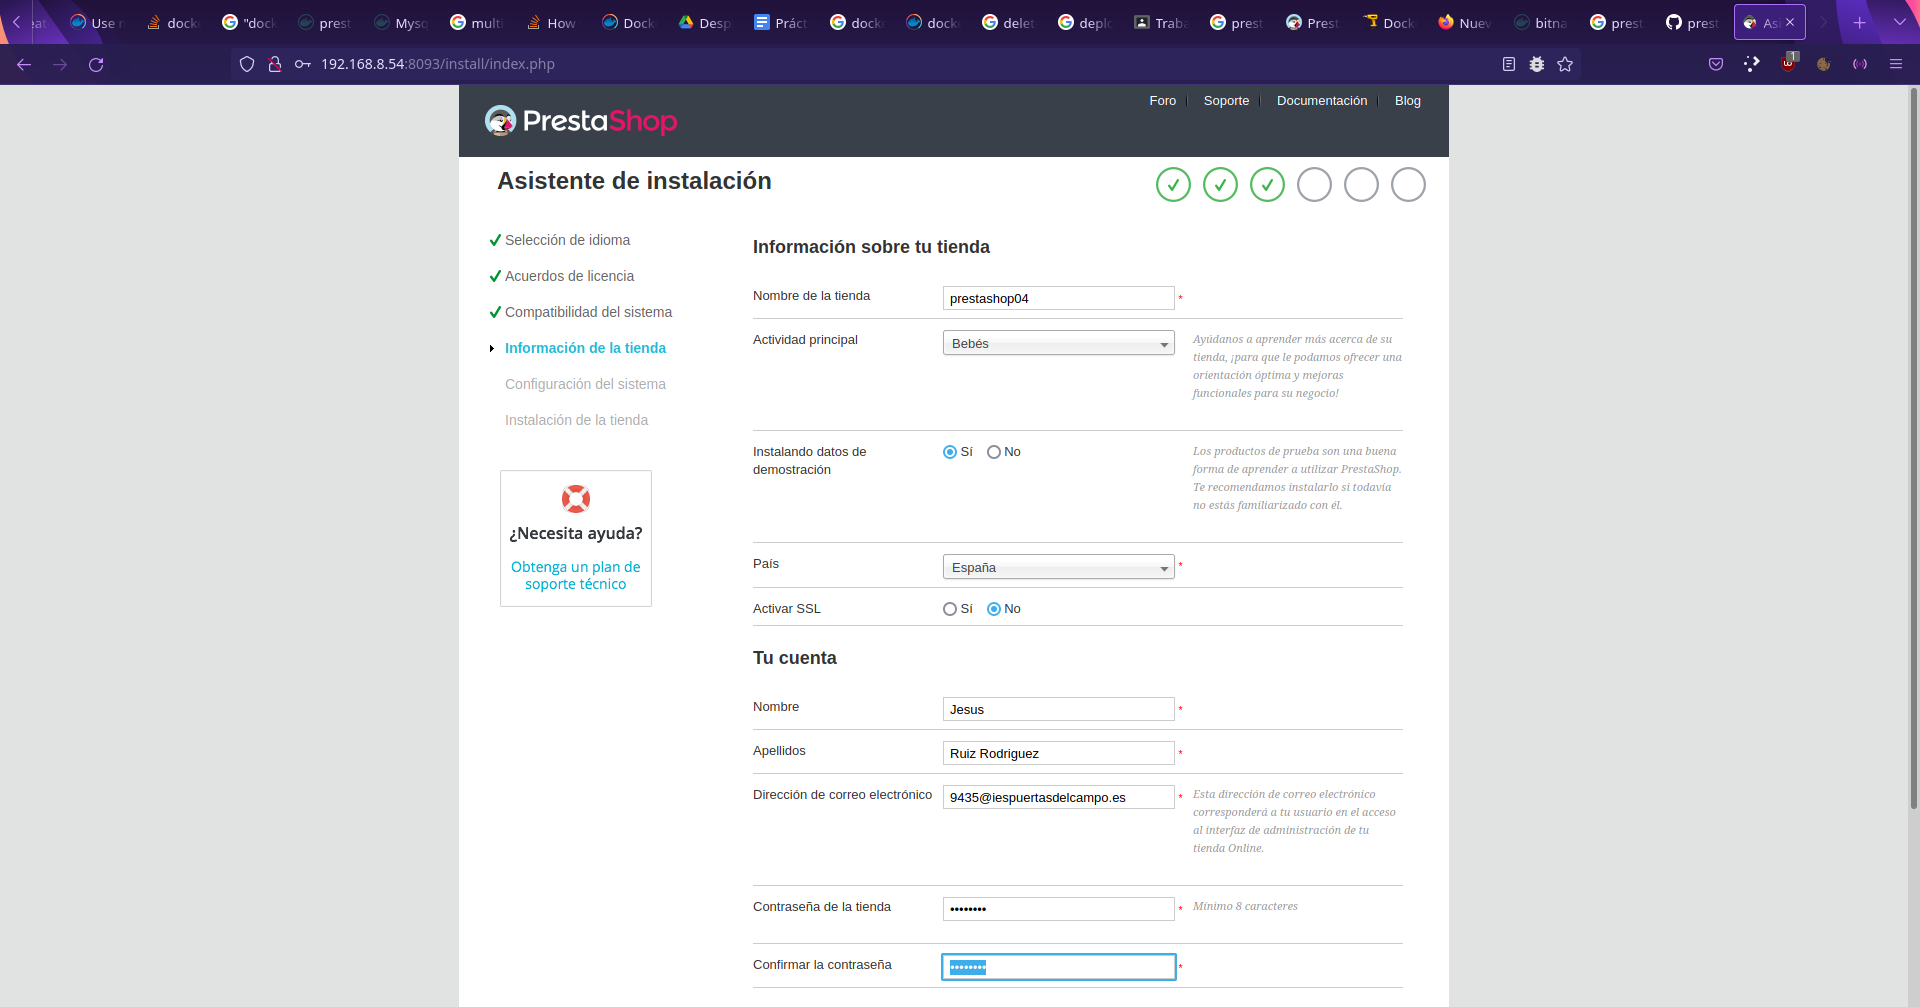 Use
dock
"dock
prest
Mysq
multi
How
Dock
Desp
Práct
dock
dock
delet
deplo
Trab
prest
Prest
Dock
Nuev
bitna
prest
prest
As
192.168.8.54:8093/install/index.php
1
PrestaShop
Foro
Soporte
Documentación
Blog
Asistente de instalación
Selección de idioma
Acuerdos de licencia
Compatibilidad del sistema
Información de la tienda
Configuración del sistema
Instalación de la tienda
¿Necesita ayuda?
Obtenga un plan de
soporte técnico
Información sobre tu tienda
Nombre de la tienda prestashop04 *
Actividad principal Bebés
Ayúdanos a aprender más acerca de su
tienda, ¡para que le podamos ofrecer una
orientación óptima y mejoras
funcionales para su negocio!
Instalando datos de
demostración
Sí No
Los productos de prueba son una buena
forma de aprender a utilizar PrestaShop.
Te recomendamos instalarlo si todavía
no estás familiarizado con él.
País España *
Activar SSL Sí No
Tu cuenta
Nombre Jesus *
Apellidos Ruiz Rodriguez *
Dirección de correo electrónico 9435@iespuertasdelcampo.es *
Esta dirección de correo electrónico
corresponderá a tu usuario en el acceso
al interfaz de administración de tu
tienda Online.
Contraseña de la tienda •••••••• * Mínimo 8 caracteres
Confirmar la contraseña •••••••• *